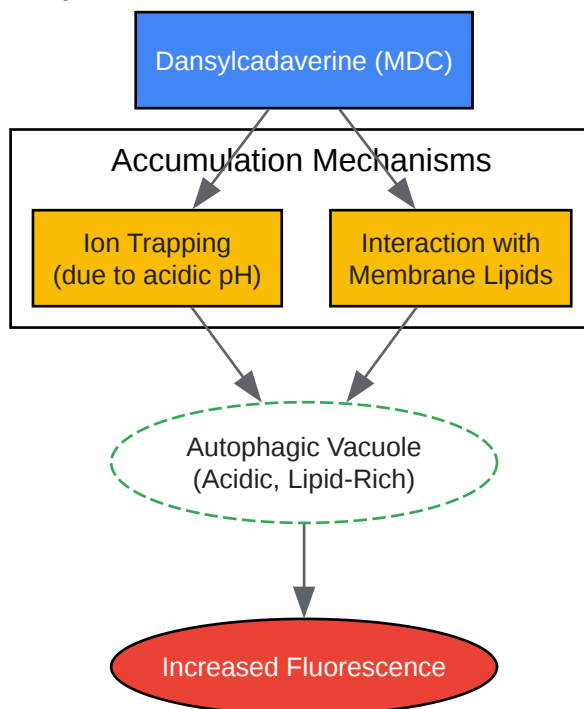 Dansylcadaverine (MDC)
Accumulation Mechanisms
Ion Trapping
(due to acidic pH)
Interaction with
Membrane Lipids
Autophagic Vacuole
(Acidic, Lipid-Rich)
Increased Fluorescence